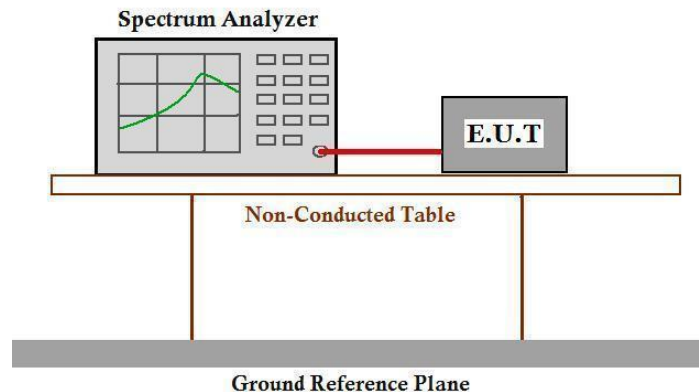 Spectrum Analyzer
E.U.T
Non-Conducted Table
Ground Reference Plane